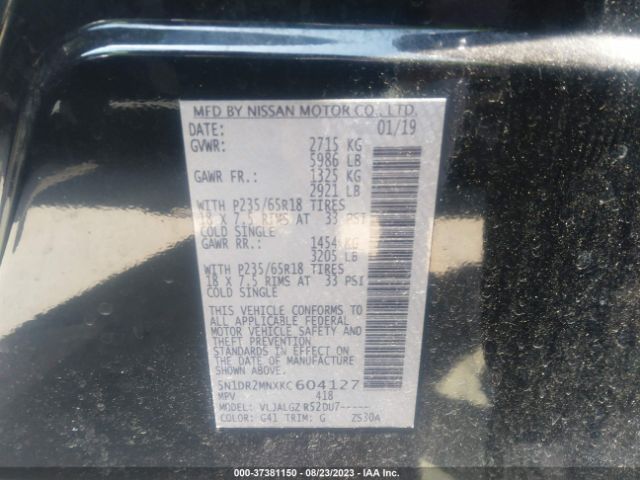 MFD BY NISSAN MOTOR CO., LTD.
DATE: 01/19
GVWR: 2715 KG
5986 LB
GAWR FR.: 1325 KG
2921 LB
WITH P235/65R18 TIRES
18 X 7.5 RIMS AT 33 PSI
COLD SINGLE
GAWR RR.: 1454 KG
3205 LB
WITH P235/65R18 TIRES
18 X 7.5 RIMS AT 33 PSI
COLD SINGLE
THIS VEHICLE CONFORMS TO
ALL APPLICABLE FEDERAL
MOTOR VEHICLE SAFETY AND
THEFT PREVENTION
STANDARDS IN EFFECT ON
THE DATE OF MANUFACTURE
SHOWN ABOVE.
5N1DR2MNXKC604127
MPV 418
MODEL: VLJALGZ R52DU7-----
COLOR: G41 TRIM: G ZS30A
000-37381150 | 08/23/2023 | IAA, Inc.